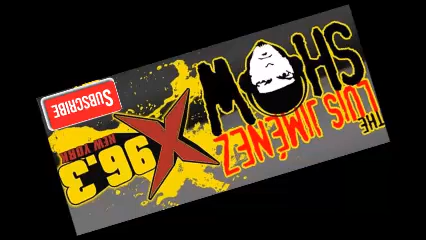 THE
LUIS JIMÉNEZ
SHOW
X
96.3
NEW YORK
SUBSCRIBE